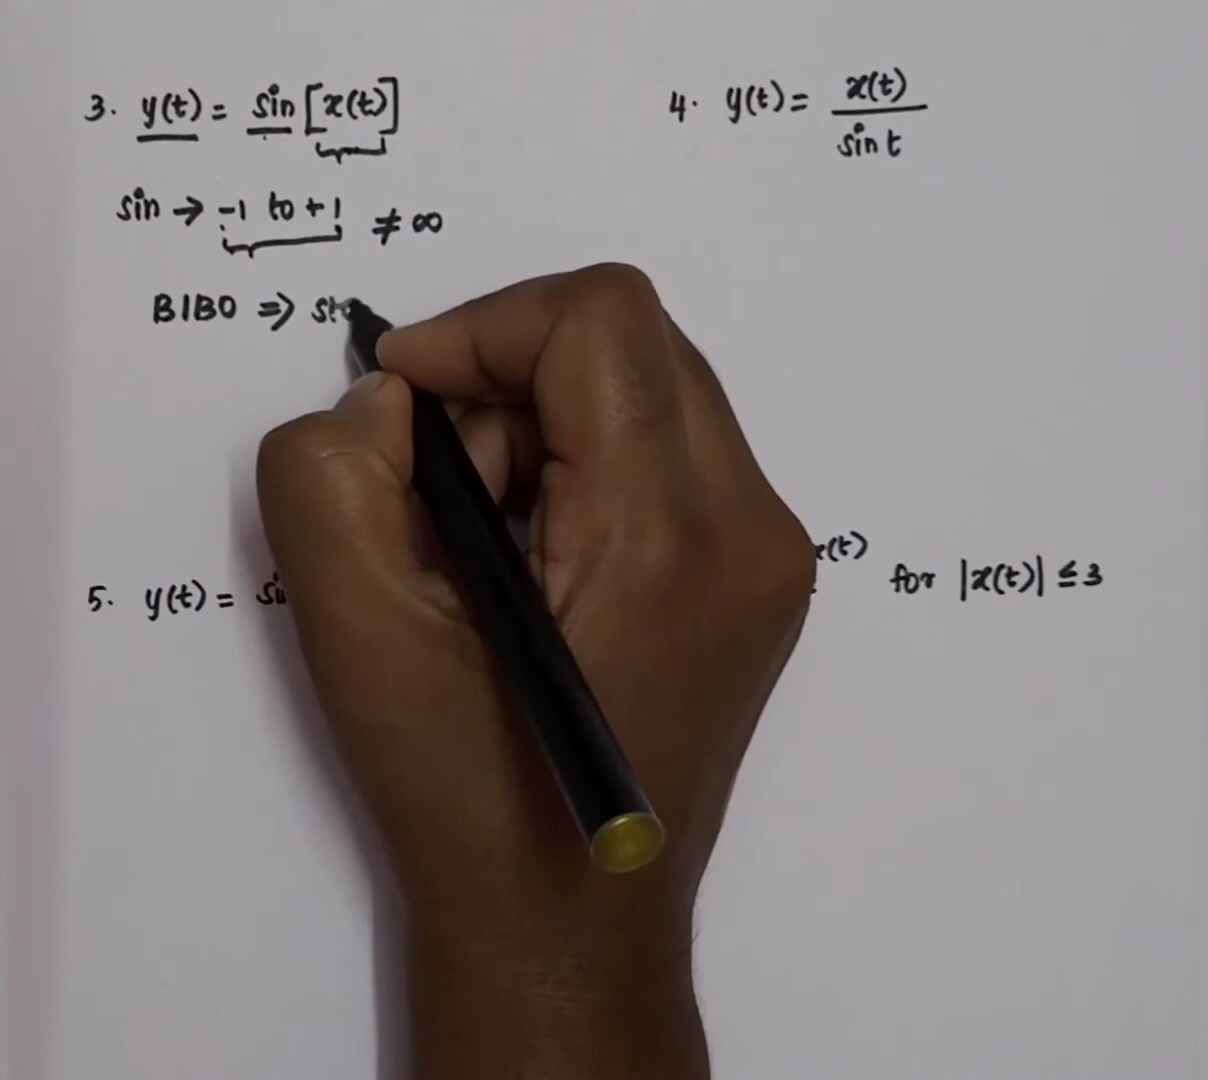 3. y(t) = sin [x(t)]
sin → -1 to +1 ≠ ∞
BIBO ⇒
4. y(t) = x(t) / sin t
5. y(t) =
x(t) for |x(t)| ≤ 3